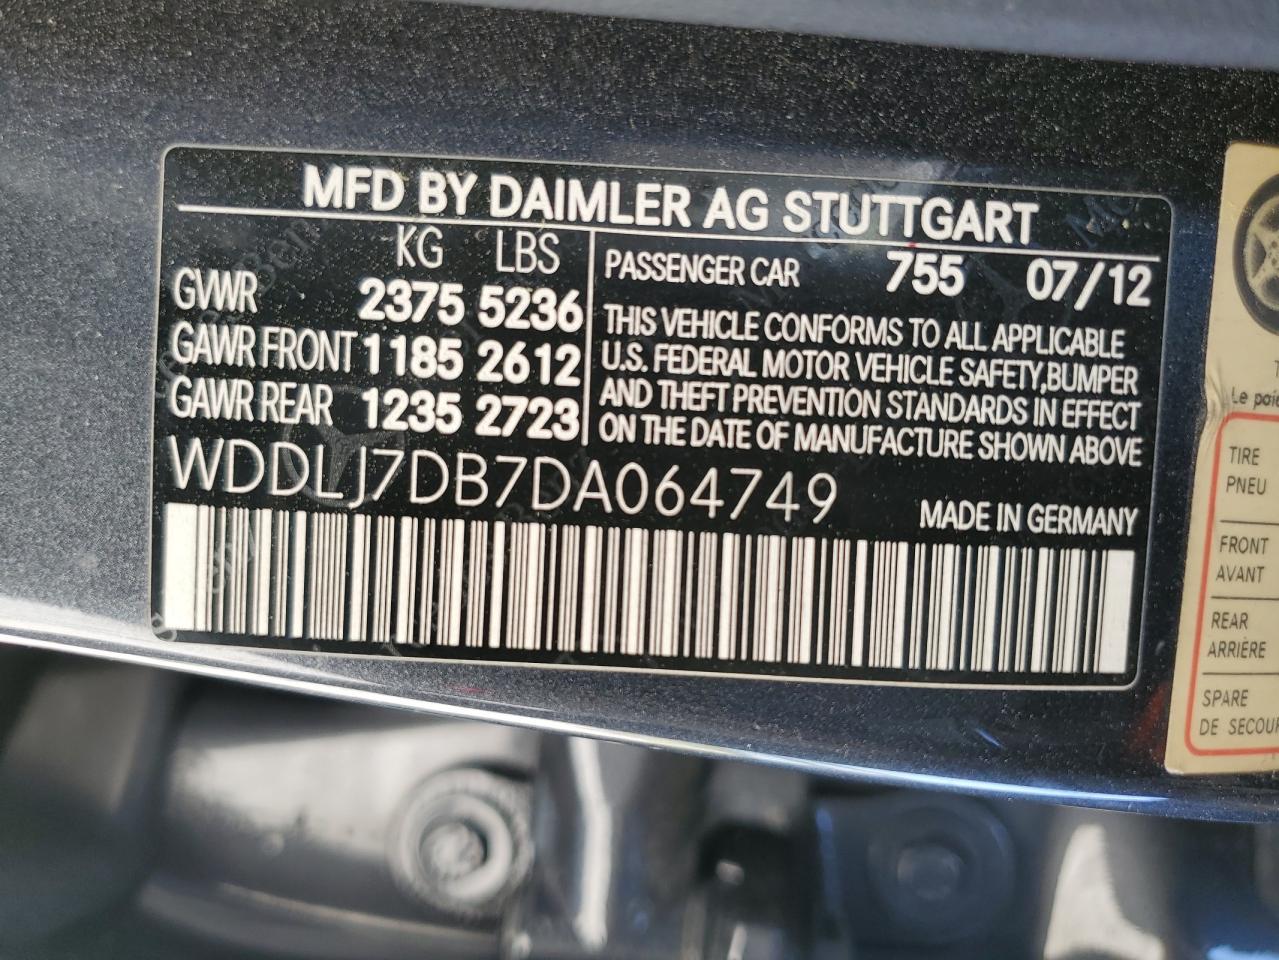 MFD BY DAIMLER AG STUTTGART
KG LBS
GVWR 2375 5236
GAWR FRONT 1185 2612
GAWR REAR 1235 2723
PASSENGER CAR 755 07/12
THIS VEHICLE CONFORMS TO ALL APPLICABLE
U.S. FEDERAL MOTOR VEHICLE SAFETY,BUMPER
AND THEFT PREVENTION STANDARDS IN EFFECT
ON THE DATE OF MANUFACTURE SHOWN ABOVE
WDDLJ7DB7DA064749
MADE IN GERMANY
Le
TIRE
PNEU
FRONT
AVANT
REAR
ARRIÈRE
SPARE
DE